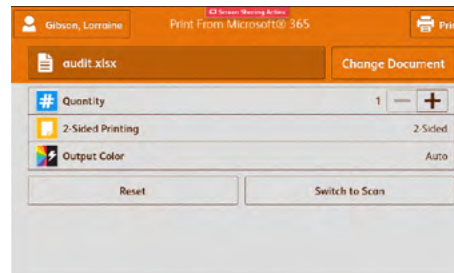 Screen Sharing Active
Gibson, Lorraine
Print From Microsoft® 365
audit.xlsx
Change Document
Quantity
1
2-Sided Printing
2-Sided
Output Color
Auto
Reset
Switch to Scan